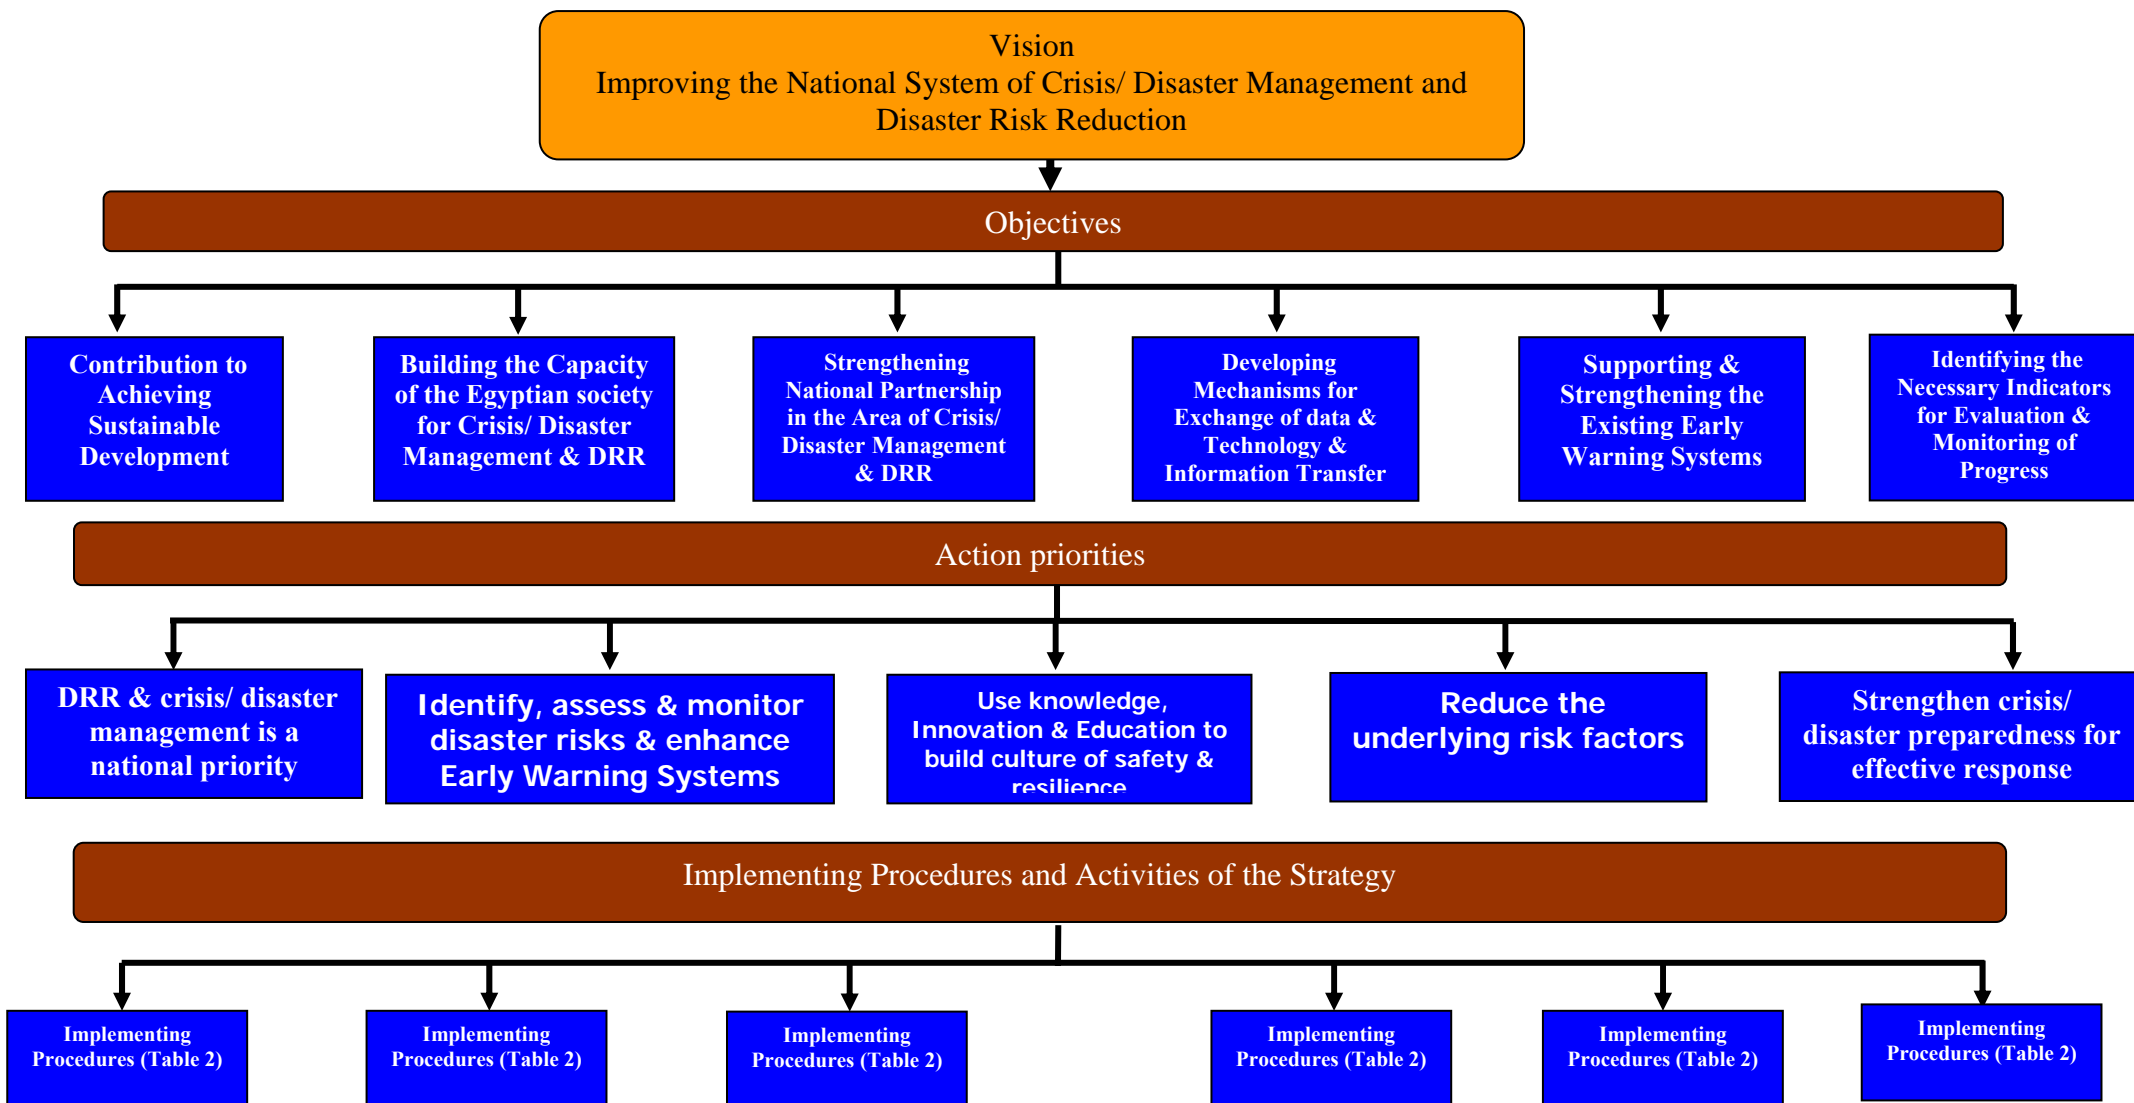 Vision
Improving the National System of Crisis/ Disaster Management and
Disaster Risk Reduction
Objectives
Contribution to
Achieving
Sustainable
Development
Building the Capacity
of the Egyptian society
for Crisis/ Disaster
Management & DRR
Strengthening
National Partnership
in the Area of Crisis/
Disaster Management
& DRR
Developing
Mechanisms for
Exchange of data &
Technology &
Information Transfer
Supporting &
Strengthening the
Existing Early
Warning Systems
Identifying the
Necessary Indicators
for Evaluation &
Monitoring of
Progress
Action priorities
DRR & crisis/ disaster
management is a
national priority
Identify, assess & monitor
disaster risks & enhance
Early Warning Systems
Use knowledge,
Innovation & Education to
build culture of safety &
resilience
Reduce the
underlying risk factors
Strengthen crisis/
disaster preparedness for
effective response
Implementing Procedures and Activities of the Strategy
Implementing
Procedures (Table 2)
Implementing
Procedures (Table 2)
Implementing
Procedures (Table 2)
Implementing
Procedures (Table 2)
Implementing
Procedures (Table 2)
Implementing
Procedures (Table 2)